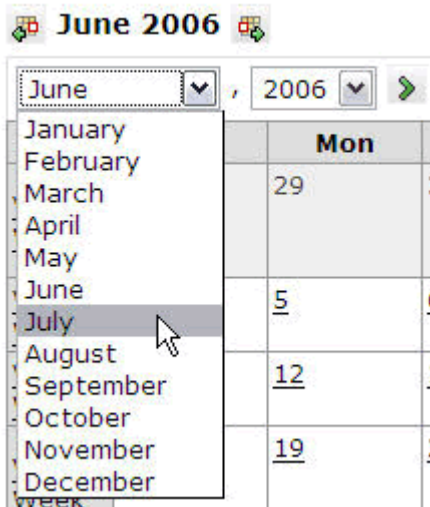 June 2006
June , 2006
Mon
January
February
29
March
April
May
June
5
July
August
12
September
October
November
19
December
Week